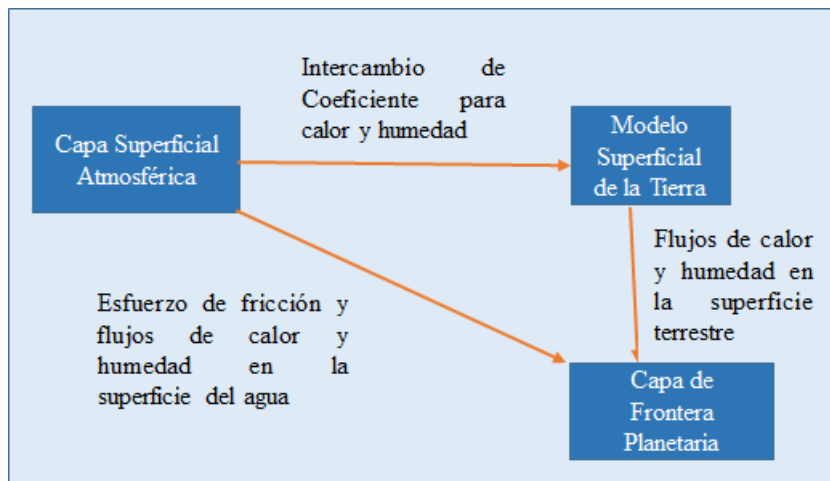 Intercambio de
Coeficiente para
calor y humedad
Capa Superficial
Atmosférica
Modelo
Superficial
de la Tierra
Flujos de calor
y humedad en
la superficie
terrestre
Esfuerzo de fricción y
flujos de calor y
humedad en la
superficie del agua
Capa de
Frontera
Planetaria